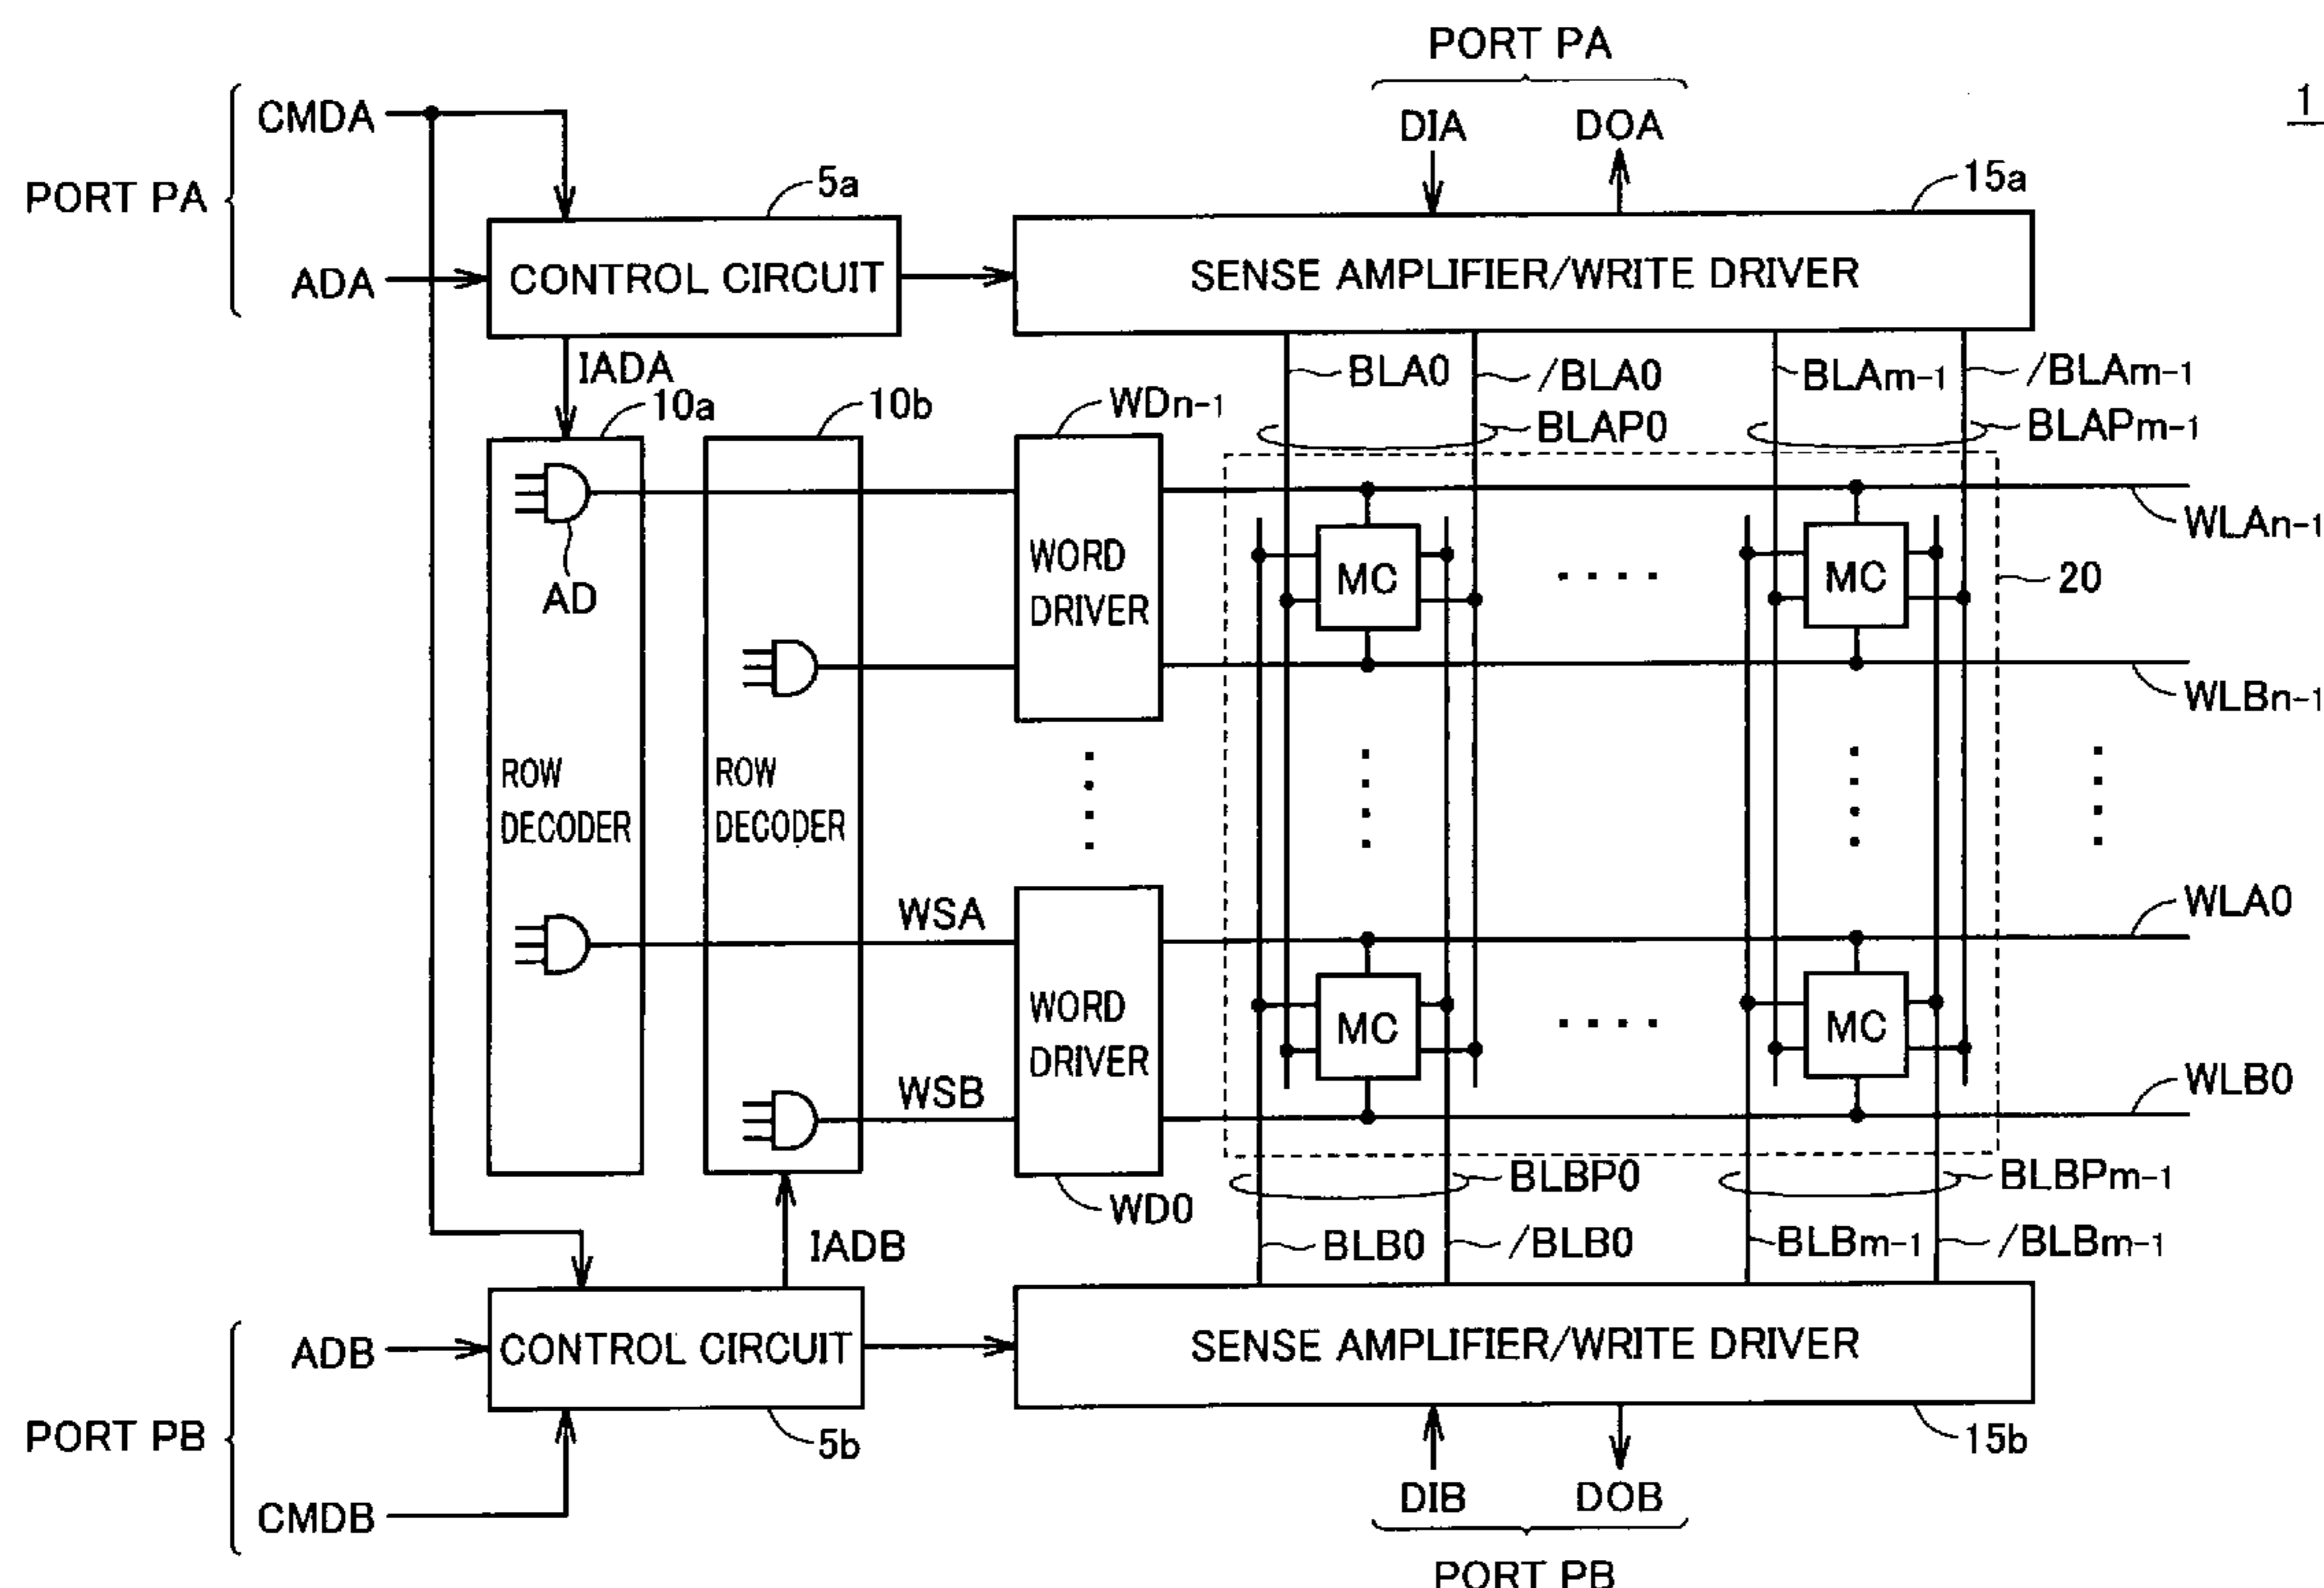 PORT PA
1
CMDA
DIA DOA
PORT PA
5a
15a
ADA
CONTROL CIRCUIT
SENSE AMPLIFIER/WRITE DRIVER
IADA
BLA0
/BLA0
BLAm-1
/BLAm-1
10a
10b
WDn-1
BLAP0
BLAPm-1
WLAn-1
AD
WORD
DRIVER
MC
MC
20
WLBn-1
ROW
DECODER
ROW
DECODER
WSA
WLA0
WORD
DRIVER
MC
MC
WSB
WLB0
BLBP0
BLBPm-1
WD0
IADB
BLB0
/BLB0
BLBm-1
/BLBm-1
ADB
CONTROL CIRCUIT
SENSE AMPLIFIER/WRITE DRIVER
PORT PB
5b
15b
DIB DOB
CMDB
PORT PB